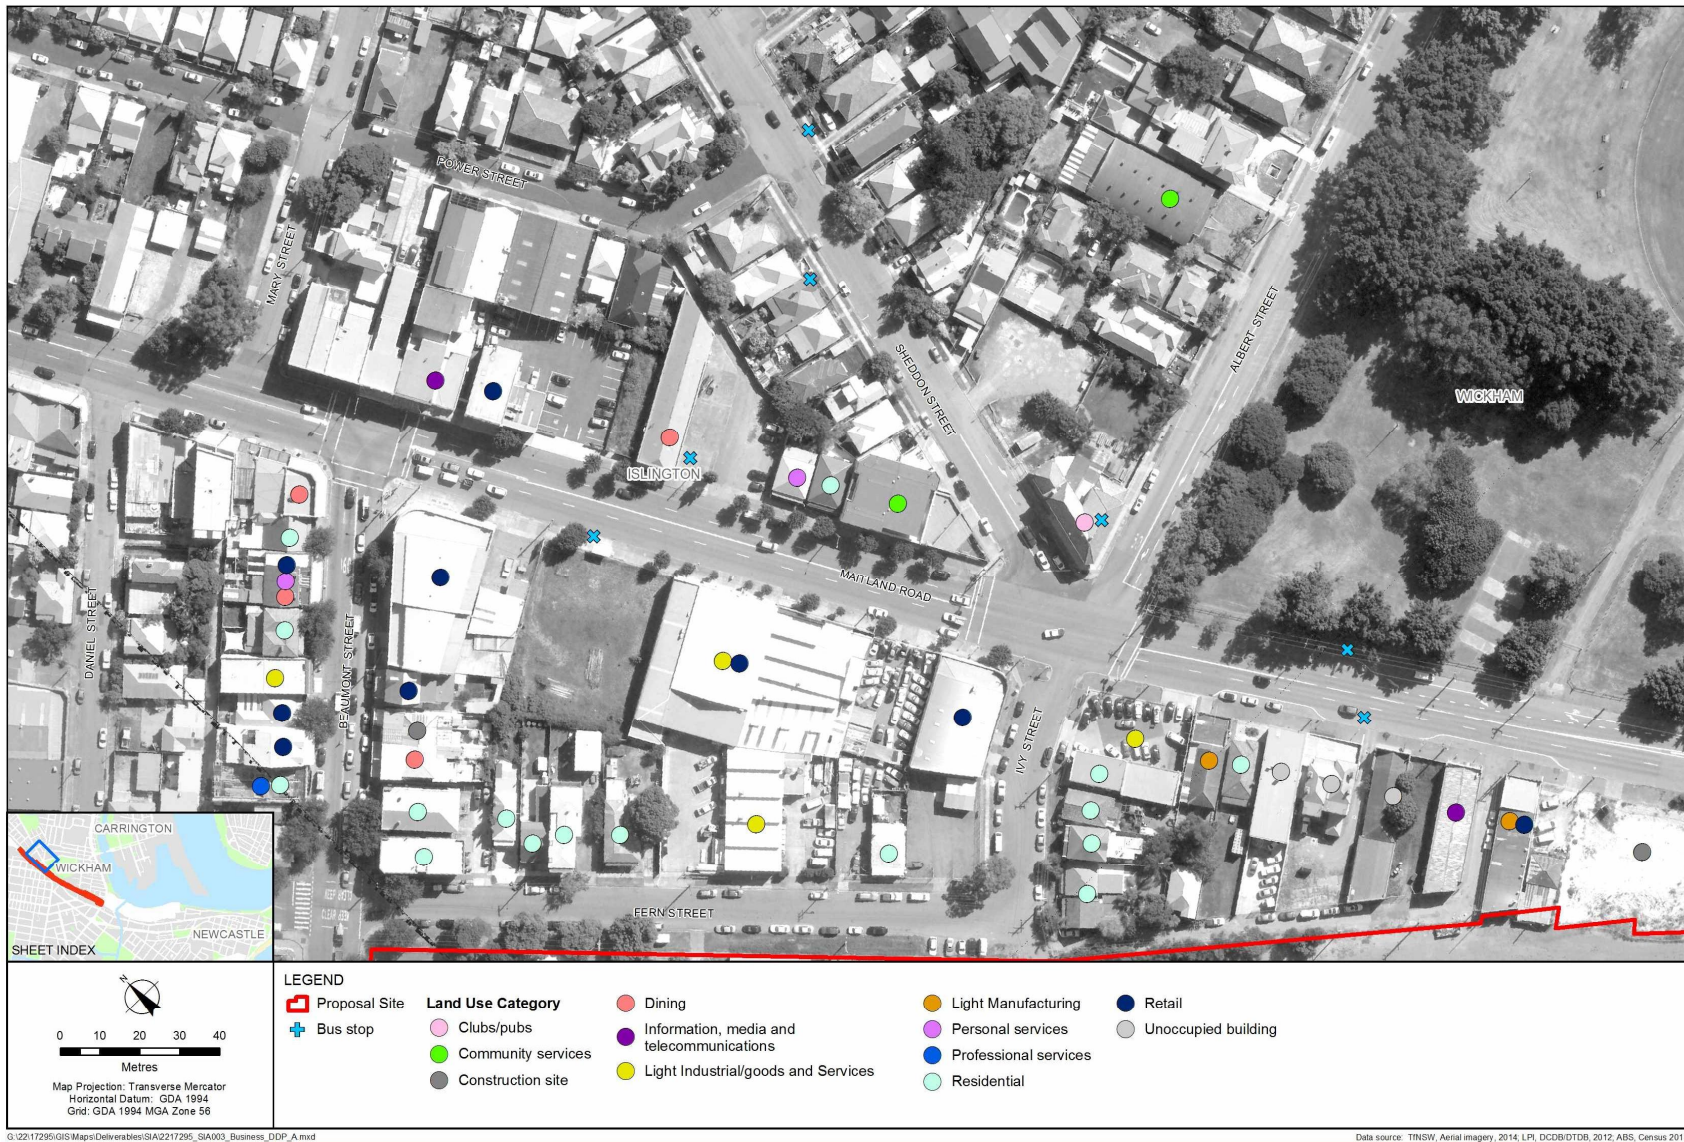 POWER STREET
MARY STREET
SHEDDON STREET
ALBERT STREET
WICKHAM
ISLINGTON
MAITLAND ROAD
DANIEL STREET
BEAUMONT STREET
IVY STREET
FERN STREET
KEEP CLEAR
CARRINGTON
WICKHAM
NEWCASTLE
SHEET INDEX
N
0 10 20 30 40
Metres
Map Projection: Transverse Mercator
Horizontal Datum: GDA 1994
Grid: GDA 1994 MGA Zone 56
LEGEND
Proposal Site
Bus stop
Land Use Category
Clubs/pubs
Community services
Construction site
Dining
Information, media and
telecommunications
Light Industrial/goods and Services
Light Manufacturing
Personal services
Professional services
Residential
Retail
Unoccupied building
G:\22\17295\GIS\Maps\Deliverables\SIA\2217295_SIA003_Business_DDP_A.mxd
Data source: TfNSW, Aerial imagery, 2014; LPI, DCDB/DTDB, 2012; ABS, Census 201